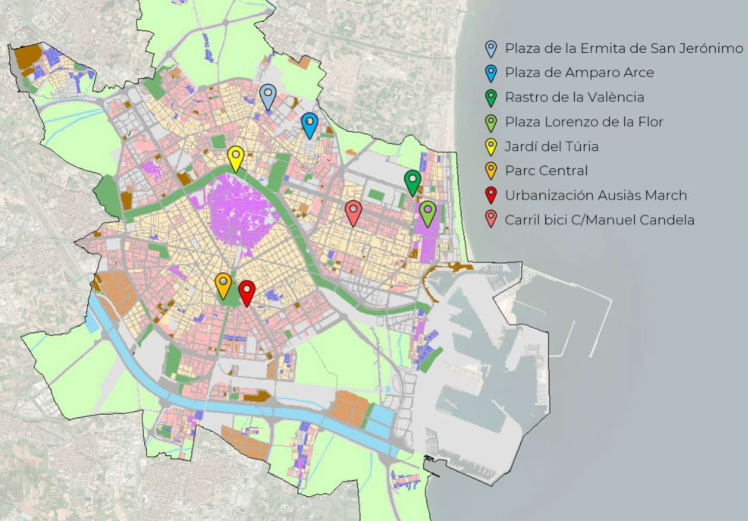 Plaza de la Ermita de San Jerónimo
Plaza de Amparo Arce
Rastro de la València
Plaza Lorenzo de la Flor
Jardí del Túria
Parc Central
Urbanización Ausiàs March
Carril bici C/Manuel Candela